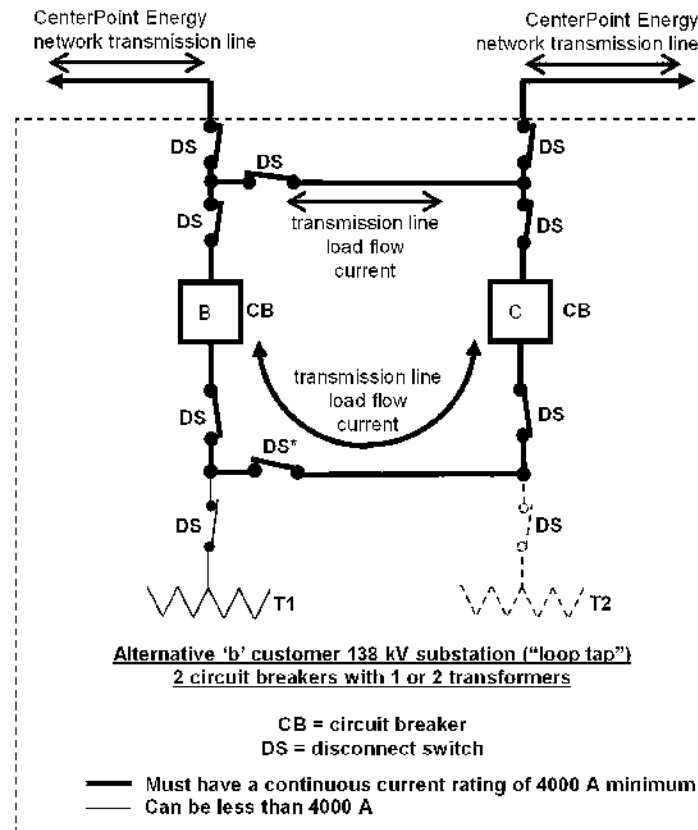 CenterPoint Energy
network transmission line
CenterPoint Energy
network transmission line
DS
DS
DS
DS
DS
transmission line
load flow
current
B
CB
C
CB
transmission line
load flow
current
DS
DS
DS*
DS
DS
T1
T2
Alternative ‘b’ customer 138 kV substation (“loop tap”)
2 circuit breakers with 1 or 2 transformers
CB = circuit breaker
DS = disconnect switch
Must have a continuous current rating of 4000 A minimum
Can be less than 4000 A